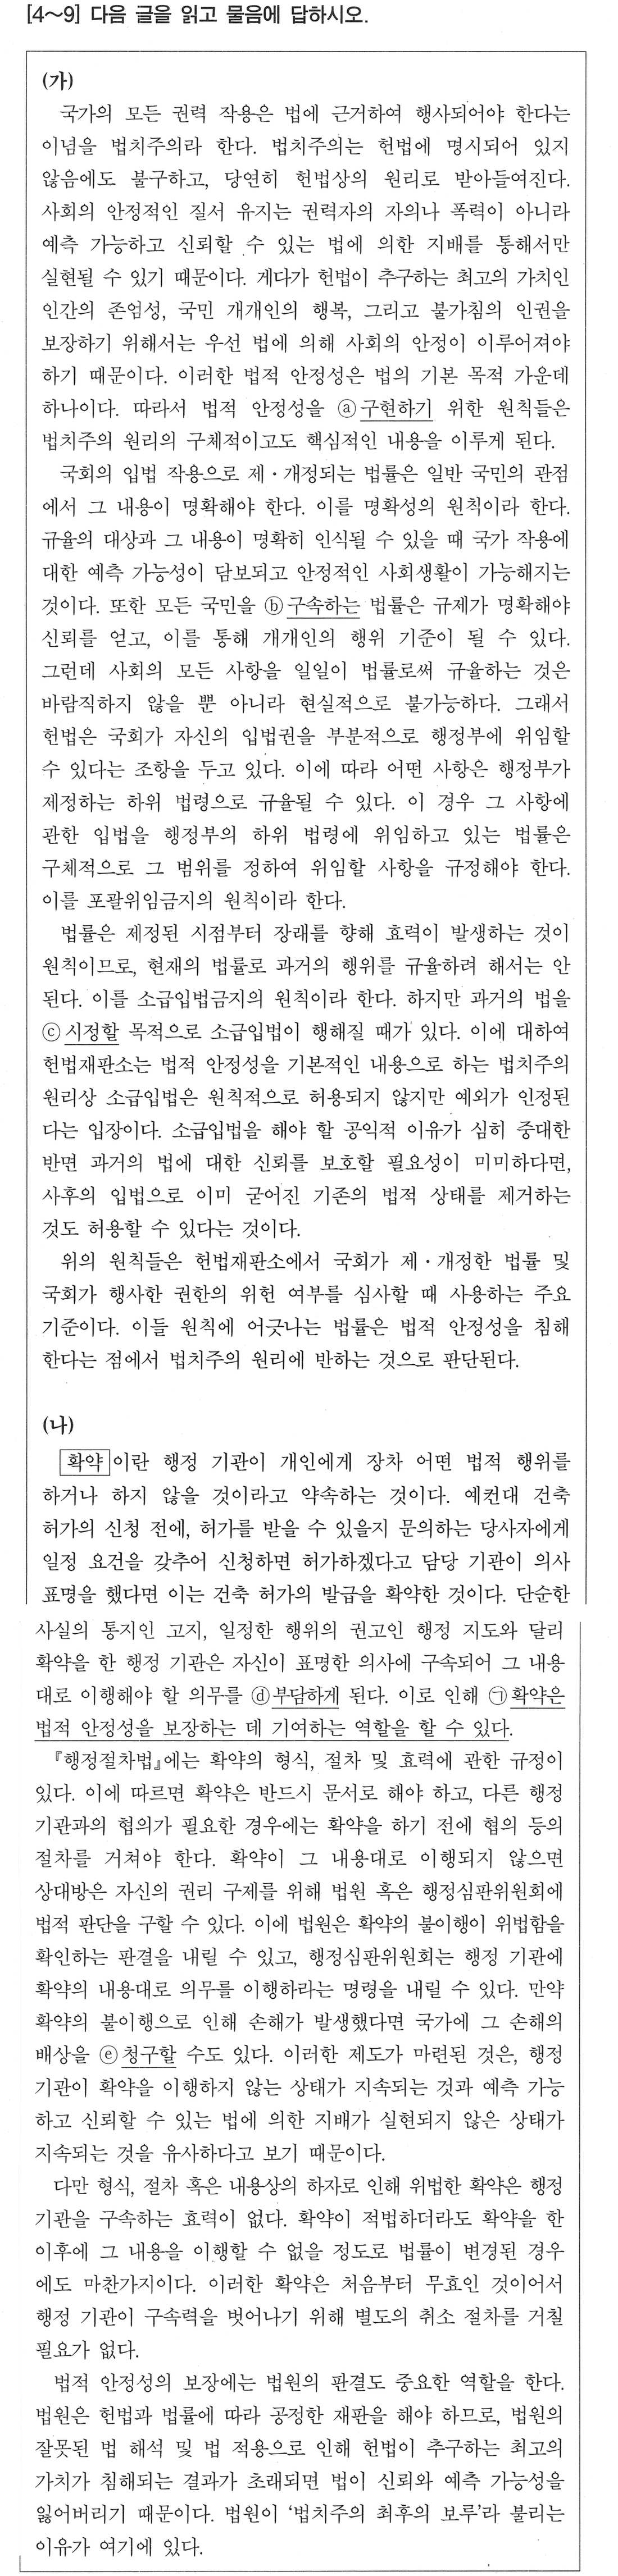 [4～9] 다음 글을 읽고 물음에 답하시오.
(가)
국가의 모든 권력 작용은 법에 근거하여 행사되어야 한다는
이념을 법치주의라 한다. 법치주의는 헌법에 명시되어 있지
않음에도 불구하고, 당연히 헌법상의 원리로 받아들여진다.
사회의 안정적인 질서 유지는 권력자의 자의나 폭력이 아니라
예측 가능하고 신뢰할 수 있는 법에 의한 지배를 통해서만
실현될 수 있기 때문이다. 게다가 헌법이 추구하는 최고의 가치인
인간의 존엄성, 국민 개개인의 행복, 그리고 불가침의 인권을
보장하기 위해서는 우선 법에 의해 사회의 안정이 이루어져야
하기 때문이다. 이러한 법적 안정성은 법의 기본 목적 가운데
하나이다. 따라서 법적 안정성을 ⓐ구현하기 위한 원칙들은
법치주의 원리의 구체적이고도 핵심적인 내용을 이루게 된다.
국회의 입법 작용으로 제·개정되는 법률은 일반 국민의 관점
에서 그 내용이 명확해야 한다. 이를 명확성의 원칙이라 한다.
규율의 대상과 그 내용이 명확히 인식될 수 있을 때 국가 작용에
대한 예측 가능성이 담보되고 안정적인 사회생활이 가능해지는
것이다. 또한 모든 국민을 ⓑ구속하는 법률은 규제가 명확해야
신뢰를 얻고, 이를 통해 개개인의 행위 기준이 될 수 있다.
그런데 사회의 모든 사항을 일일이 법률로써 규율하는 것은
바람직하지 않을 뿐 아니라 현실적으로 불가능하다. 그래서
헌법은 국회가 자신의 입법권을 부분적으로 행정부에 위임할
수 있다는 조항을 두고 있다. 이에 따라 어떤 사항은 행정부가
제정하는 하위 법령으로 규율될 수 있다. 이 경우 그 사항에
관한 입법을 행정부의 하위 법령에 위임하고 있는 법률은
구체적으로 그 범위를 정하여 위임할 사항을 규정해야 한다.
이를 포괄위임금지의 원칙이라 한다.
법률은 제정된 시점부터 장래를 향해 효력이 발생하는 것이
원칙이므로, 현재의 법률로 과거의 행위를 규율하려 해서는 안
된다. 이를 소급입법금지의 원칙이라 한다. 하지만 과거의 법을
ⓒ시정할 목적으로 소급입법이 행해질 때가 있다. 이에 대하여
헌법재판소는 법적 안정성을 기본적인 내용으로 하는 법치주의
원리상 소급입법은 원칙적으로 허용되지 않지만 예외가 인정된
다는 입장이다. 소급입법을 해야 할 공익적 이유가 심히 중대한
반면 과거의 법에 대한 신뢰를 보호할 필요성이 미미하다면,
사후의 입법으로 이미 굳어진 기존의 법적 상태를 제거하는
것도 허용할 수 있다는 것이다.
위의 원칙들은 헌법재판소에서 국회가 제·개정한 법률 및
국회가 행사한 권한의 위헌 여부를 심사할 때 사용하는 주요
기준이다. 이들 원칙에 어긋나는 법률은 법적 안정성을 침해
한다는 점에서 법치주의 원리에 반하는 것으로 판단된다.
(나)
확약이란 행정 기관이 개인에게 장차 어떤 법적 행위를
하거나 하지 않을 것이라고 약속하는 것이다. 예컨대 건축
허가의 신청 전에, 허가를 받을 수 있을지 문의하는 당사자에게
일정 요건을 갖추어 신청하면 허가하겠다고 담당 기관이 의사
표명을 했다면 이는 건축 허가의 발급을 확약한 것이다. 단순한
사실의 통지인 고지, 일정한 행위의 권고인 행정 지도와 달리
확약을 한 행정 기관은 자신이 표명한 의사에 구속되어 그 내용
대로 이행해야 할 의무를 ⓓ부담하게 된다. 이로 인해 ㉠확약은
법적 안정성을 보장하는 데 기여하는 역할을 할 수 있다.
『행정절차법』에는 확약의 형식, 절차 및 효력에 관한 규정이
있다. 이에 따르면 확약은 반드시 문서로 해야 하고, 다른 행정
기관과의 협의가 필요한 경우에는 확약을 하기 전에 협의 등의
절차를 거쳐야 한다. 확약이 그 내용대로 이행되지 않으면
상대방은 자신의 권리 구제를 위해 법원 혹은 행정심판위원회에
법적 판단을 구할 수 있다. 이에 법원은 확약의 불이행이 위법함을
확인하는 판결을 내릴 수 있고, 행정심판위원회는 행정 기관에
확약의 내용대로 의무를 이행하라는 명령을 내릴 수 있다. 만약
확약의 불이행으로 인해 손해가 발생했다면 국가에 그 손해의
배상을 ⓔ청구할 수도 있다. 이러한 제도가 마련된 것은, 행정
기관이 확약을 이행하지 않는 상태가 지속되는 것과 예측 가능
하고 신뢰할 수 있는 법에 의한 지배가 실현되지 않은 상태가
지속되는 것을 유사하다고 보기 때문이다.
다만 형식, 절차 혹은 내용상의 하자로 인해 위법한 확약은 행정
기관을 구속하는 효력이 없다. 확약이 적법하더라도 확약을 한
이후에 그 내용을 이행할 수 없을 정도로 법률이 변경된 경우
에도 마찬가지이다. 이러한 확약은 처음부터 무효인 것이어서
행정 기관이 구속력을 벗어나기 위해 별도의 취소 절차를 거칠
필요가 없다.
법적 안정성의 보장에는 법원의 판결도 중요한 역할을 한다.
법원은 헌법과 법률에 따라 공정한 재판을 해야 하므로, 법원의
잘못된 법 해석 및 법 적용으로 인해 헌법이 추구하는 최고의
가치가 침해되는 결과가 초래되면 법이 신뢰와 예측 가능성을
잃어버리기 때문이다. 법원이 ‘법치주의 최후의 보루’라 불리는
이유가 여기에 있다.